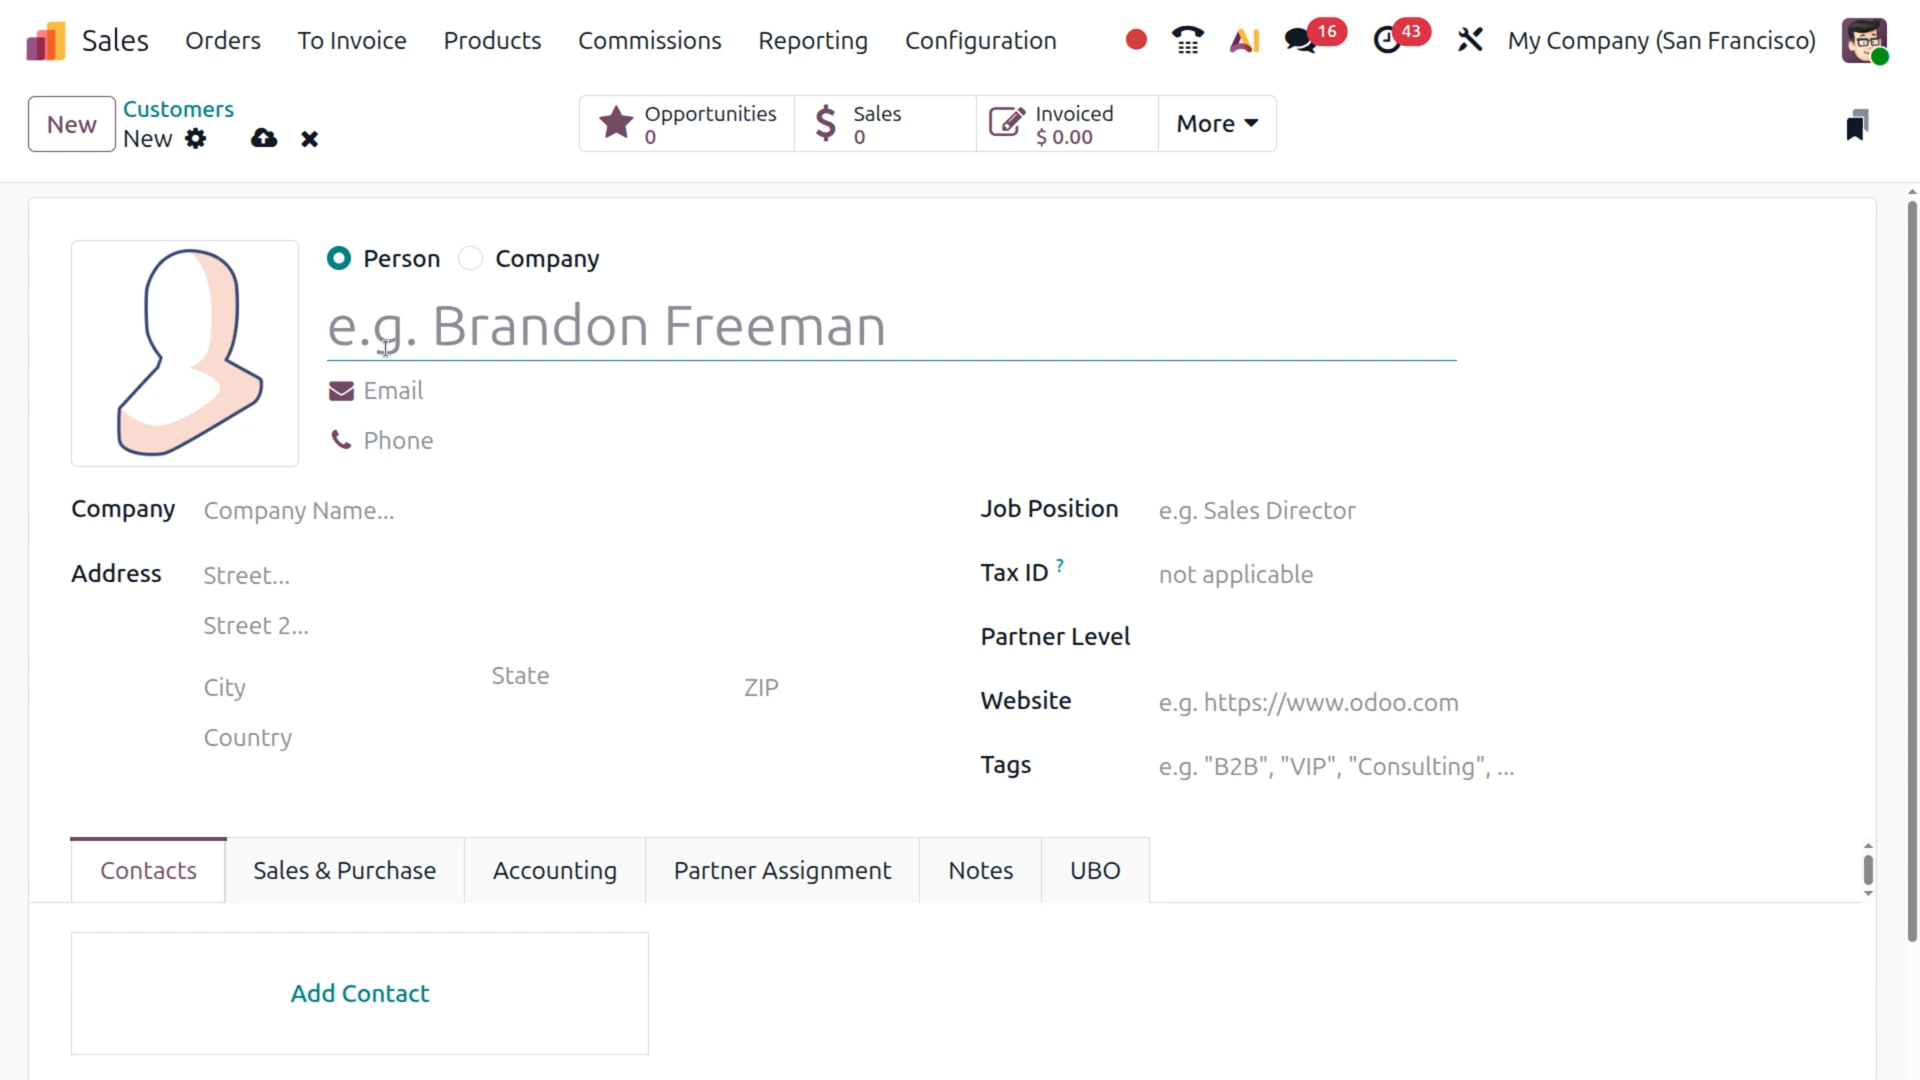 Sales Orders To Invoice Products Commissions Reporting Configuration 16 43 My Company (San Francisco)
New
Customers
New
Opportunities
0
Sales
0
Invoiced
$ 0.00
More
Person Company
e.g. Brandon Freeman
Email
Phone
Company Company Name...
Address Street...
Street 2...
City State ZIP
Country
Job Position e.g. Sales Director
Tax ID ? not applicable
Partner Level
Website e.g. https://www.odoo.com
Tags e.g. "B2B", "VIP", "Consulting", ...
Contacts Sales & Purchase Accounting Partner Assignment Notes UBO
Add Contact